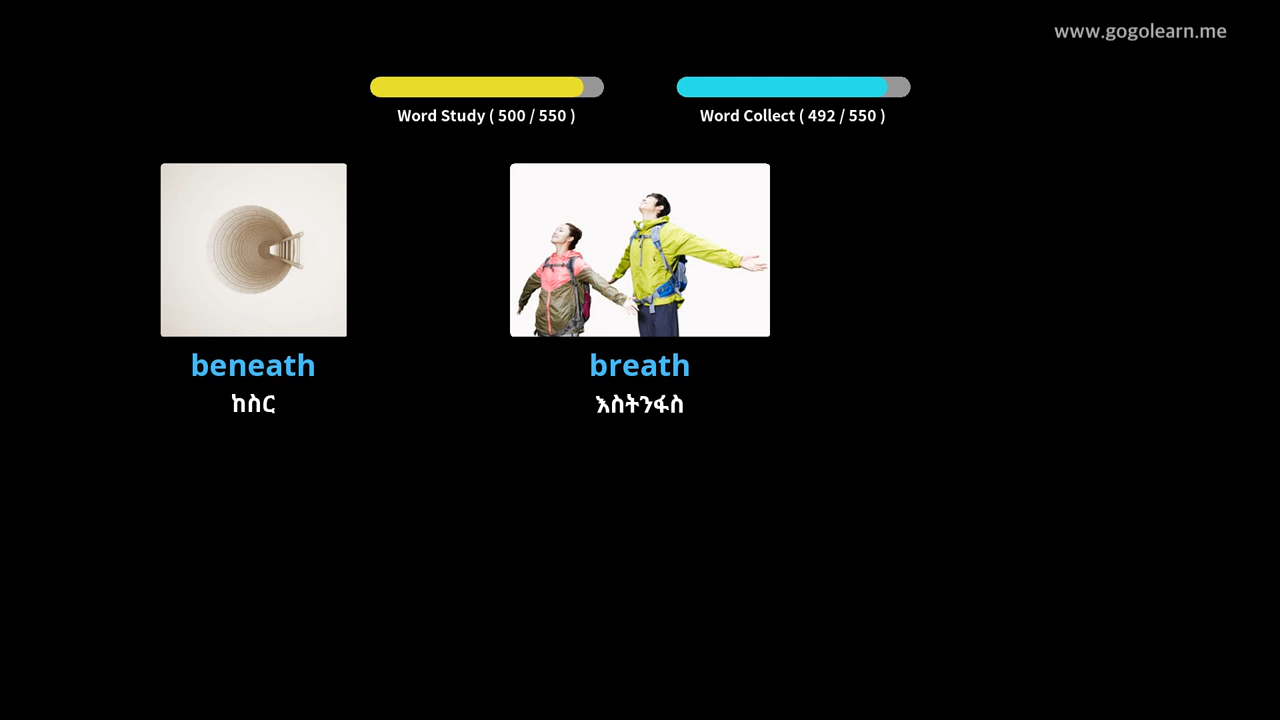 www.gogolearn.me
Word Study ( 500 / 550 )
Word Collect ( 492 / 550 )
beneath
ከስር
breath
እስትንፋስ